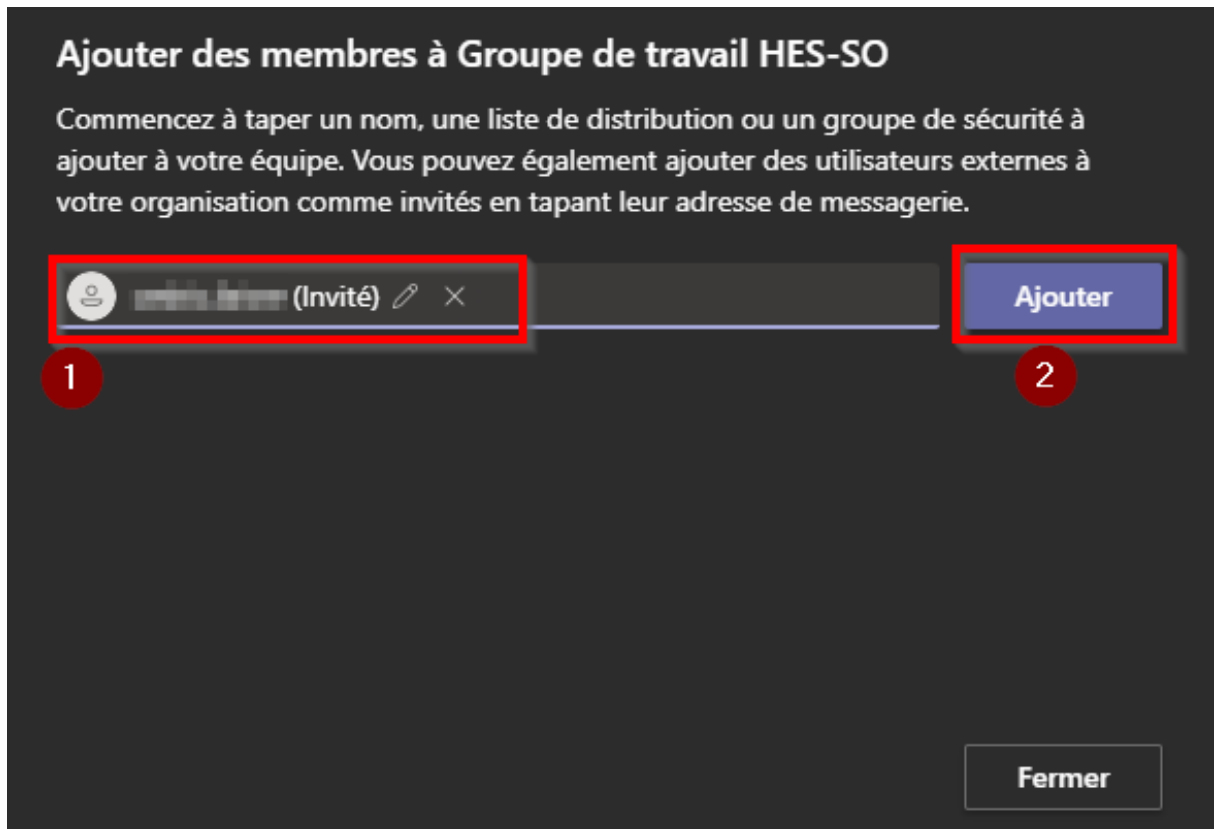 Ajouter des membres à Groupe de travail HES-SO
Commencez à taper un nom, une liste de distribution ou un groupe de sécurité à
ajouter à votre équipe. Vous pouvez également ajouter des utilisateurs externes à
votre organisation comme invités en tapant leur adresse de messagerie.
(Invité)
Ajouter
1
2
Fermer